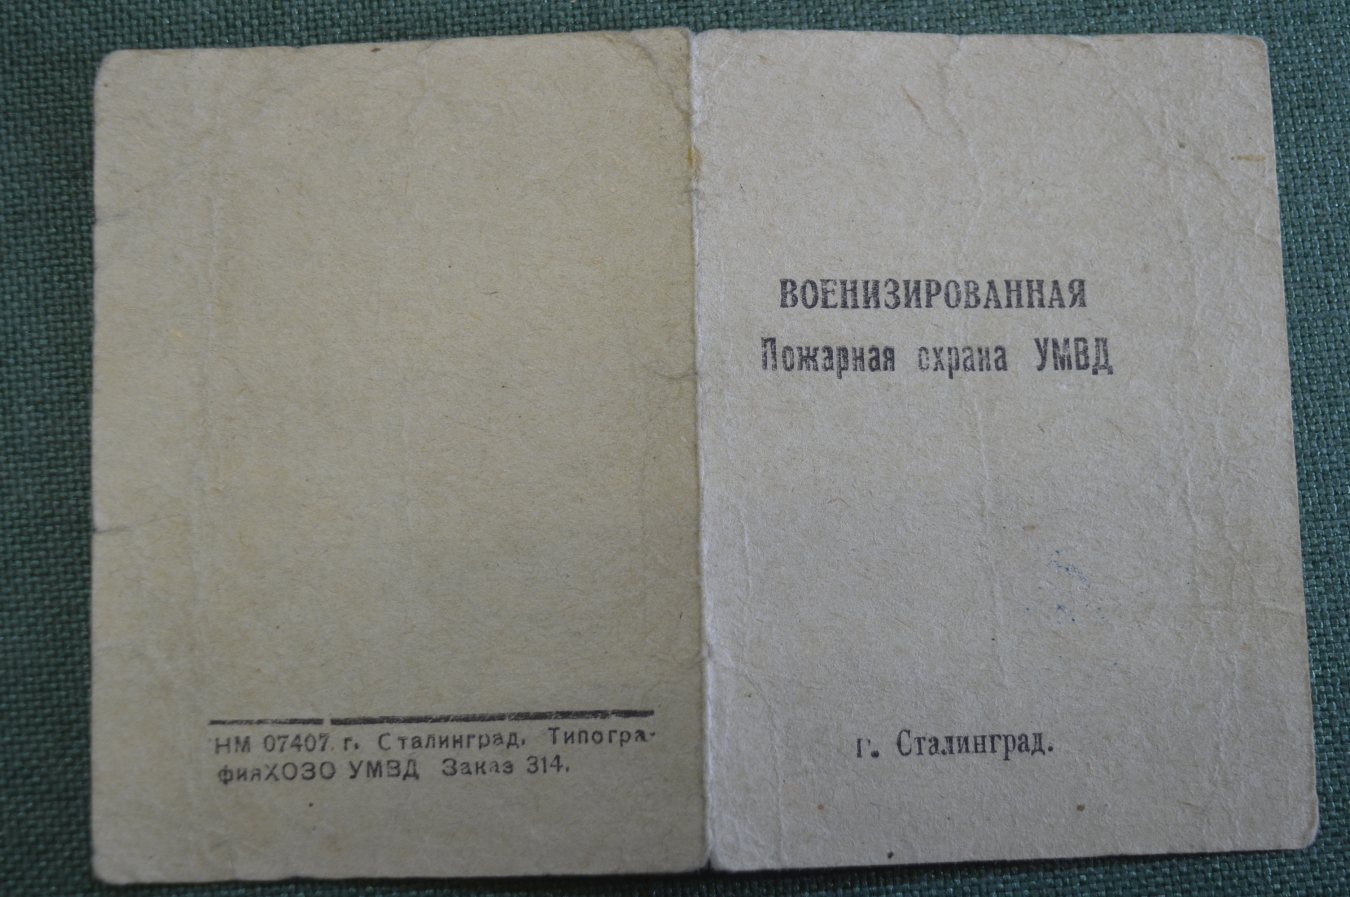 НМ 07407. г. Сталинград, Типогра-
фияХОЗО УМВД Заказ 314.
ВОЕНИЗИРОВАННАЯ
Пожарная охрана УМВД
г. Сталинград.